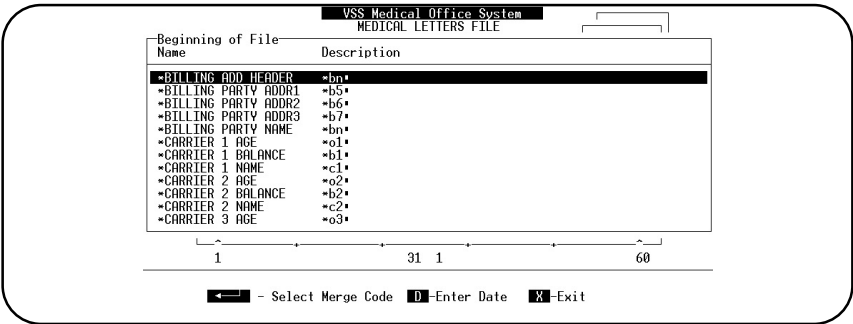 VSS Medical Office System
MEDICAL LETTERS FILE
Beginning of File
Name Description
*BILLING ADD HEADER *bn
*BILLING PARTY ADDR1 *b5
*BILLING PARTY ADDR2 *b6
*BILLING PARTY ADDR3 *b7
*BILLING PARTY NAME *bn
*CARRIER 1 AGE *o1
*CARRIER 1 BALANCE *b1
*CARRIER 1 NAME *c1
*CARRIER 2 AGE *o2
*CARRIER 2 BALANCE *b2
*CARRIER 2 NAME *c2
*CARRIER 3 AGE *o3
1 31 1 60
- Select Merge Code D-Enter Date X-Exit